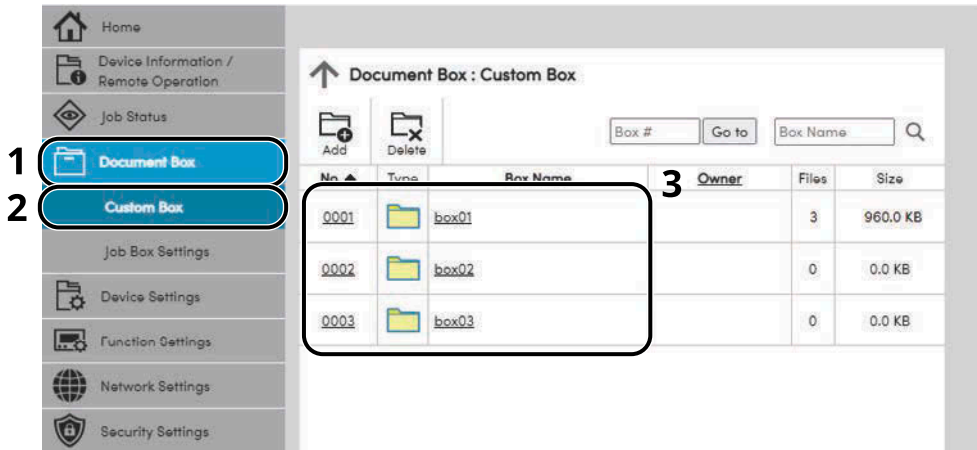 Home
Device Information /
Remote Operation
Job Status
1
Document Box
2
Custom Box
Job Box Settings
Device Settings
Function Settings
Network Settings
Security Settings
Document Box : Custom Box
Add
Delete
Box #
Go to
Box Name
No. Type Box Name 3 Owner Files Size
0001 box01 3 960.0 KB
0002 box02 0 0.0 KB
0003 box03 0 0.0 KB